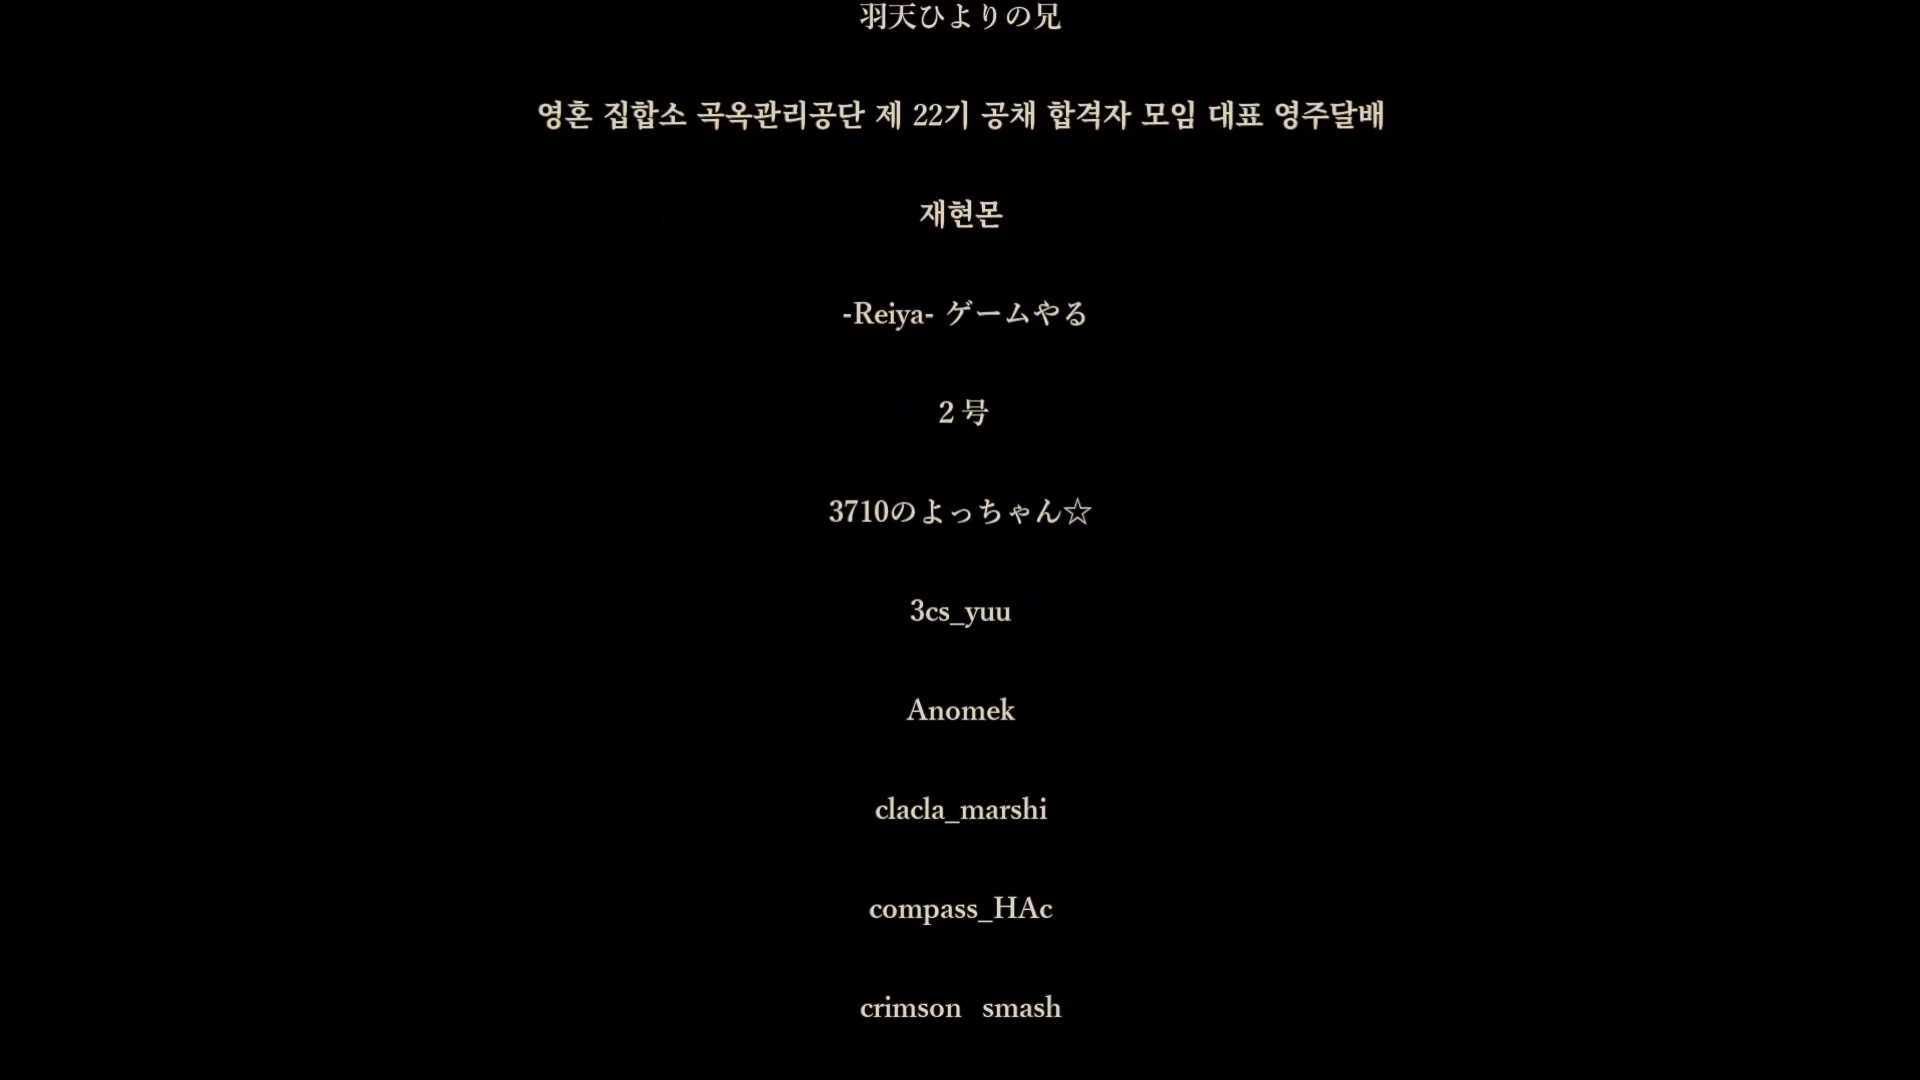 羽天ひよりの兄
영혼 집합소 곡옥관리공단 제 22기 공채 합격자 모임 대표 영주달배
재현몬
-Reiya- ゲームやる
2号
3710のよっちゃん☆
3cs_yuu
Anomek
clacla_marshi
compass_HAc
crimson smash